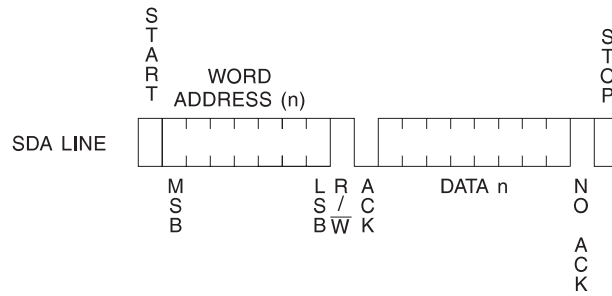 START
STOP
WORD
ADDRESS (n)
SDA LINE
MSB
LSB
R/W̅
ACK
DATA n
NO ACK